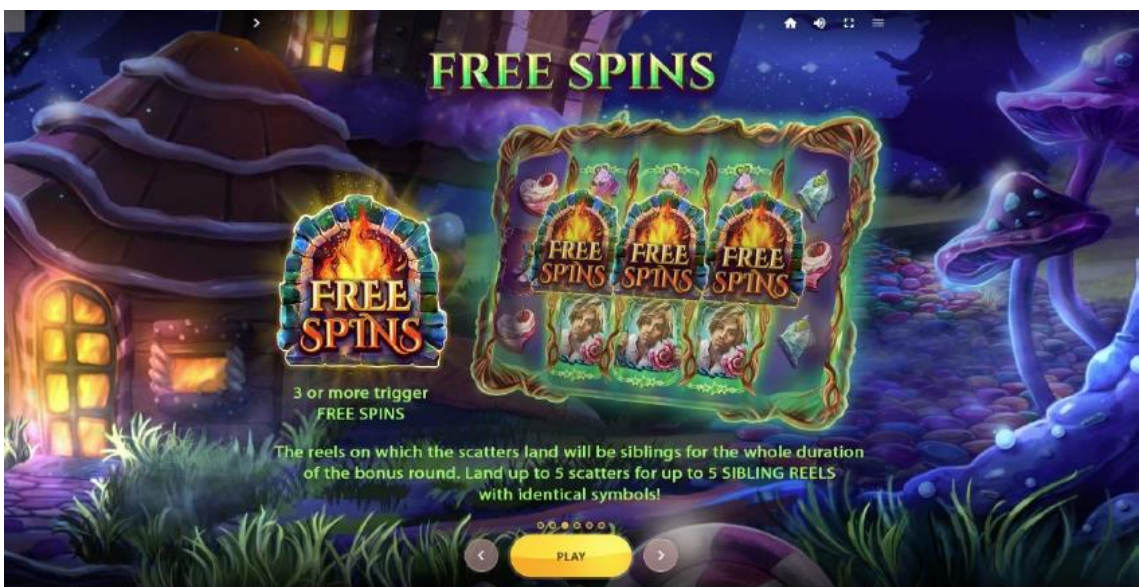 FREE SPINS
FREE
SPINS
FREE
SPINS
FREE
SPINS
FREE
SPINS
3 or more trigger
FREE SPINS
The reels on which the scatters land will be siblings for the whole duration
of the bonus round. Land up to 5 scatters for up to 5 SIBLING REELS
with identical symbols!
PLAY